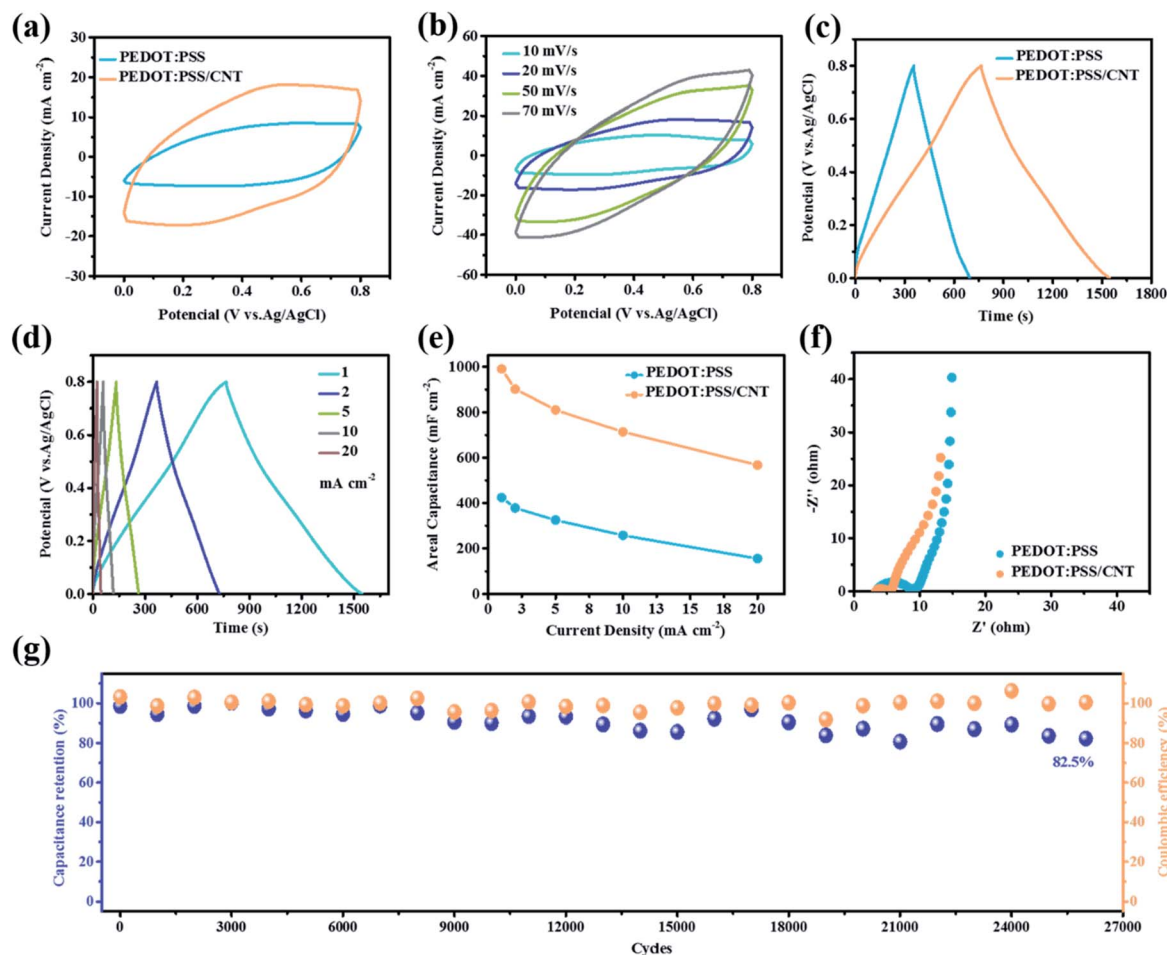 (a)
30
20
10
0
-10
-20
-30
Current Density (mA cm⁻²)
PEDOT:PSS
PEDOT:PSS/CNT
0.0 0.2 0.4 0.6 0.8
Potencial (V vs.Ag/AgCl)
(b)
60
40
20
0
-20
-40
-60
Current Density (mA cm⁻²)
10 mV/s
20 mV/s
50 mV/s
70 mV/s
0.0 0.2 0.4 0.6 0.8
Potencial (V vs.Ag/AgCl)
(c)
1.0
0.8
0.6
0.4
0.2
0.0
Potencial (V vs.Ag/AgCl)
PEDOT:PSS
PEDOT:PSS/CNT
0 300 600 900 1200 1500 1800
Time (s)
(d)
0.8
0.6
0.4
0.2
0.0
Potencial (V vs.Ag/AgCl)
1
2
5
10
20
mA cm⁻²
0 300 600 900 1200 1500
Time (s)
(e)
1000
800
600
400
200
0
Areal Capacitance (mF cm⁻²)
PEDOT:PSS
PEDOT:PSS/CNT
0 3 5 8 10 13 15 18 20
Current Density (mA cm⁻²)
(f)
40
30
20
10
0
-Z'' (ohm)
PEDOT:PSS
PEDOT:PSS/CNT
0 10 20 30 40
Z' (ohm)
(g)
100
80
60
40
20
0
Capacitance retention (%)
82.5%
100
80
60
40
20
0
Coulombic efficiency (%)
0 3000 6000 9000 12000 15000 18000 21000 24000 27000
Cycles